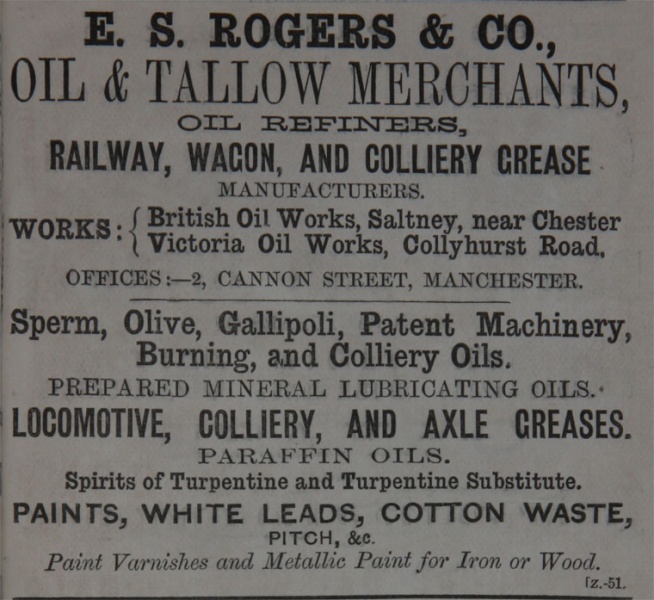 E. S. ROGERS & CO.,
OIL & TALLOW MERCHANTS,
OIL REFINERS,
RAILWAY, WAGON, AND COLLIERY GREASE
MANUFACTURERS.
WORKS: { British Oil Works, Saltney, near Chester
Victoria Oil Works, Collyhurst Road.
OFFICES:—2, CANNON STREET, MANCHESTER.
Sperm, Olive, Gallipoli, Patent Machinery,
Burning, and Colliery Oils.
PREPARED MINERAL LUBRICATING OILS.
LOCOMOTIVE, COLLIERY, AND AXLE GREASES.
PARAFFIN OILS.
Spirits of Turpentine and Turpentine Substitute.
PAINTS, WHITE LEADS, COTTON WASTE,
PITCH, &c.
Paint Varnishes and Metallic Paint for Iron or Wood.
[z.-51.